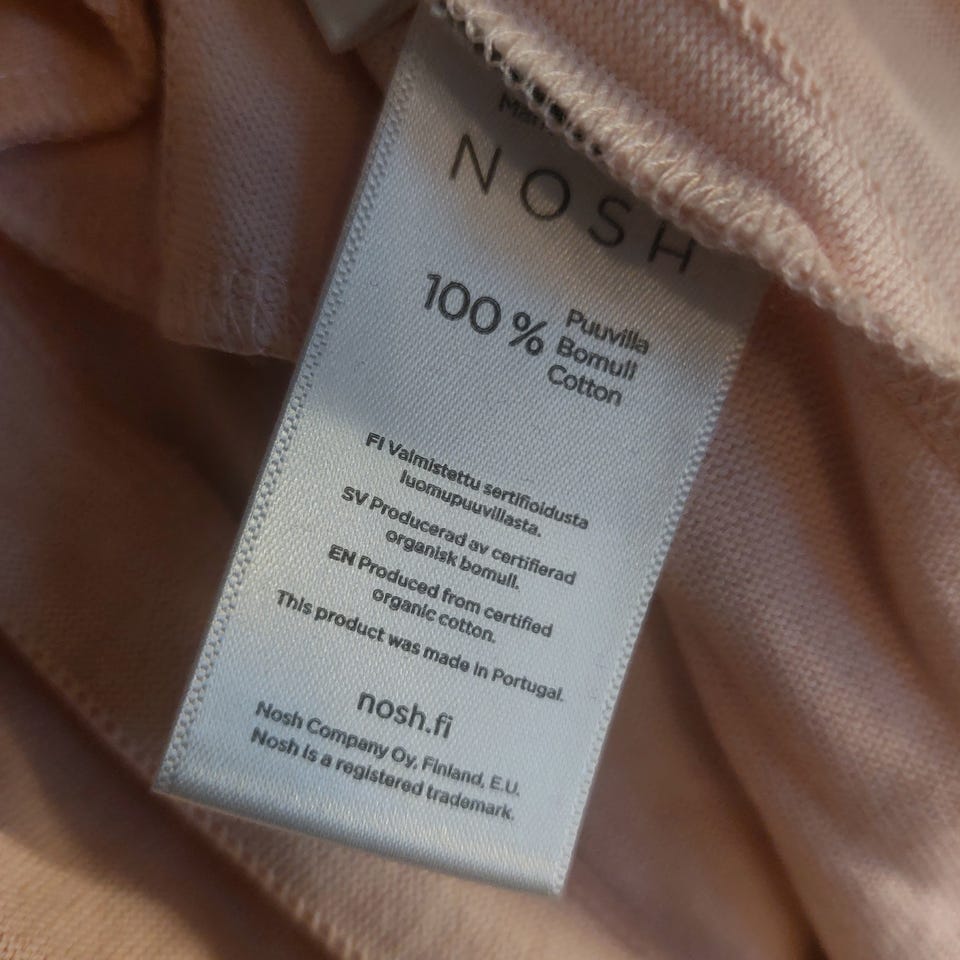 NOSH
100 %
Puuvilla
Bomull
Cotton
FI Valmistettu sertifioidusta
luomupuuvillasta.
SV Producerad av certifierad
organisk bomull.
EN Produced from certified
organic cotton.
This product was made in Portugal.
nosh.fi
Nosh Company Oy, Finland, E.U.
Nosh is a registered trademark.